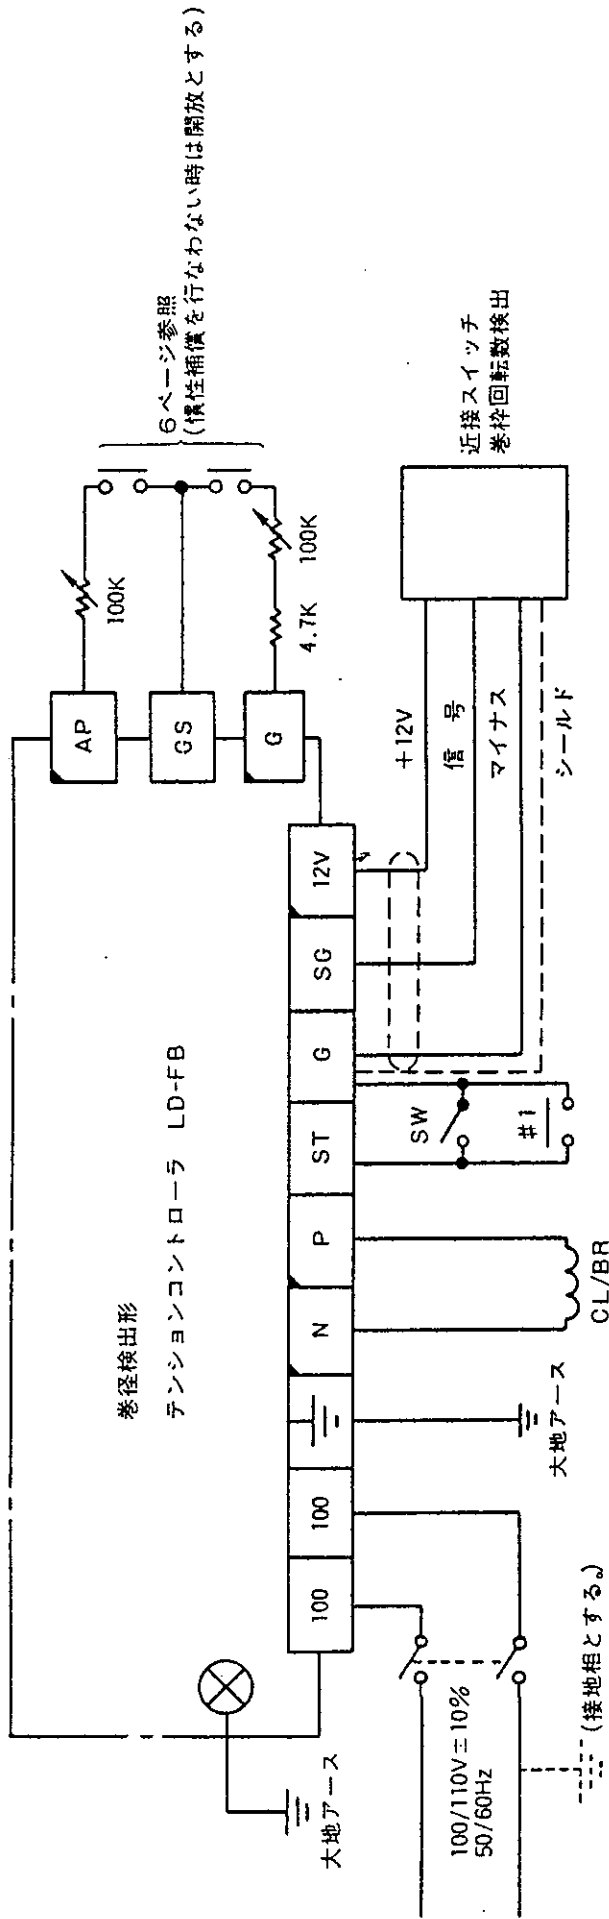 6ページ参照
(慣性補償を行なわない時は開放とする)
100K
100K
4.7K
AP
GS
G
巻径検出形
テンションコントローラ LD-FB
100
100
N
P
ST
G
SG
12V
+12V
信号
マイナス
シールド
近接スイッチ
巻枠回転数検出
SW
#1
CL/BR
大地アース
大地アース
100/110V±10%
50/60Hz
(接地相とする。)